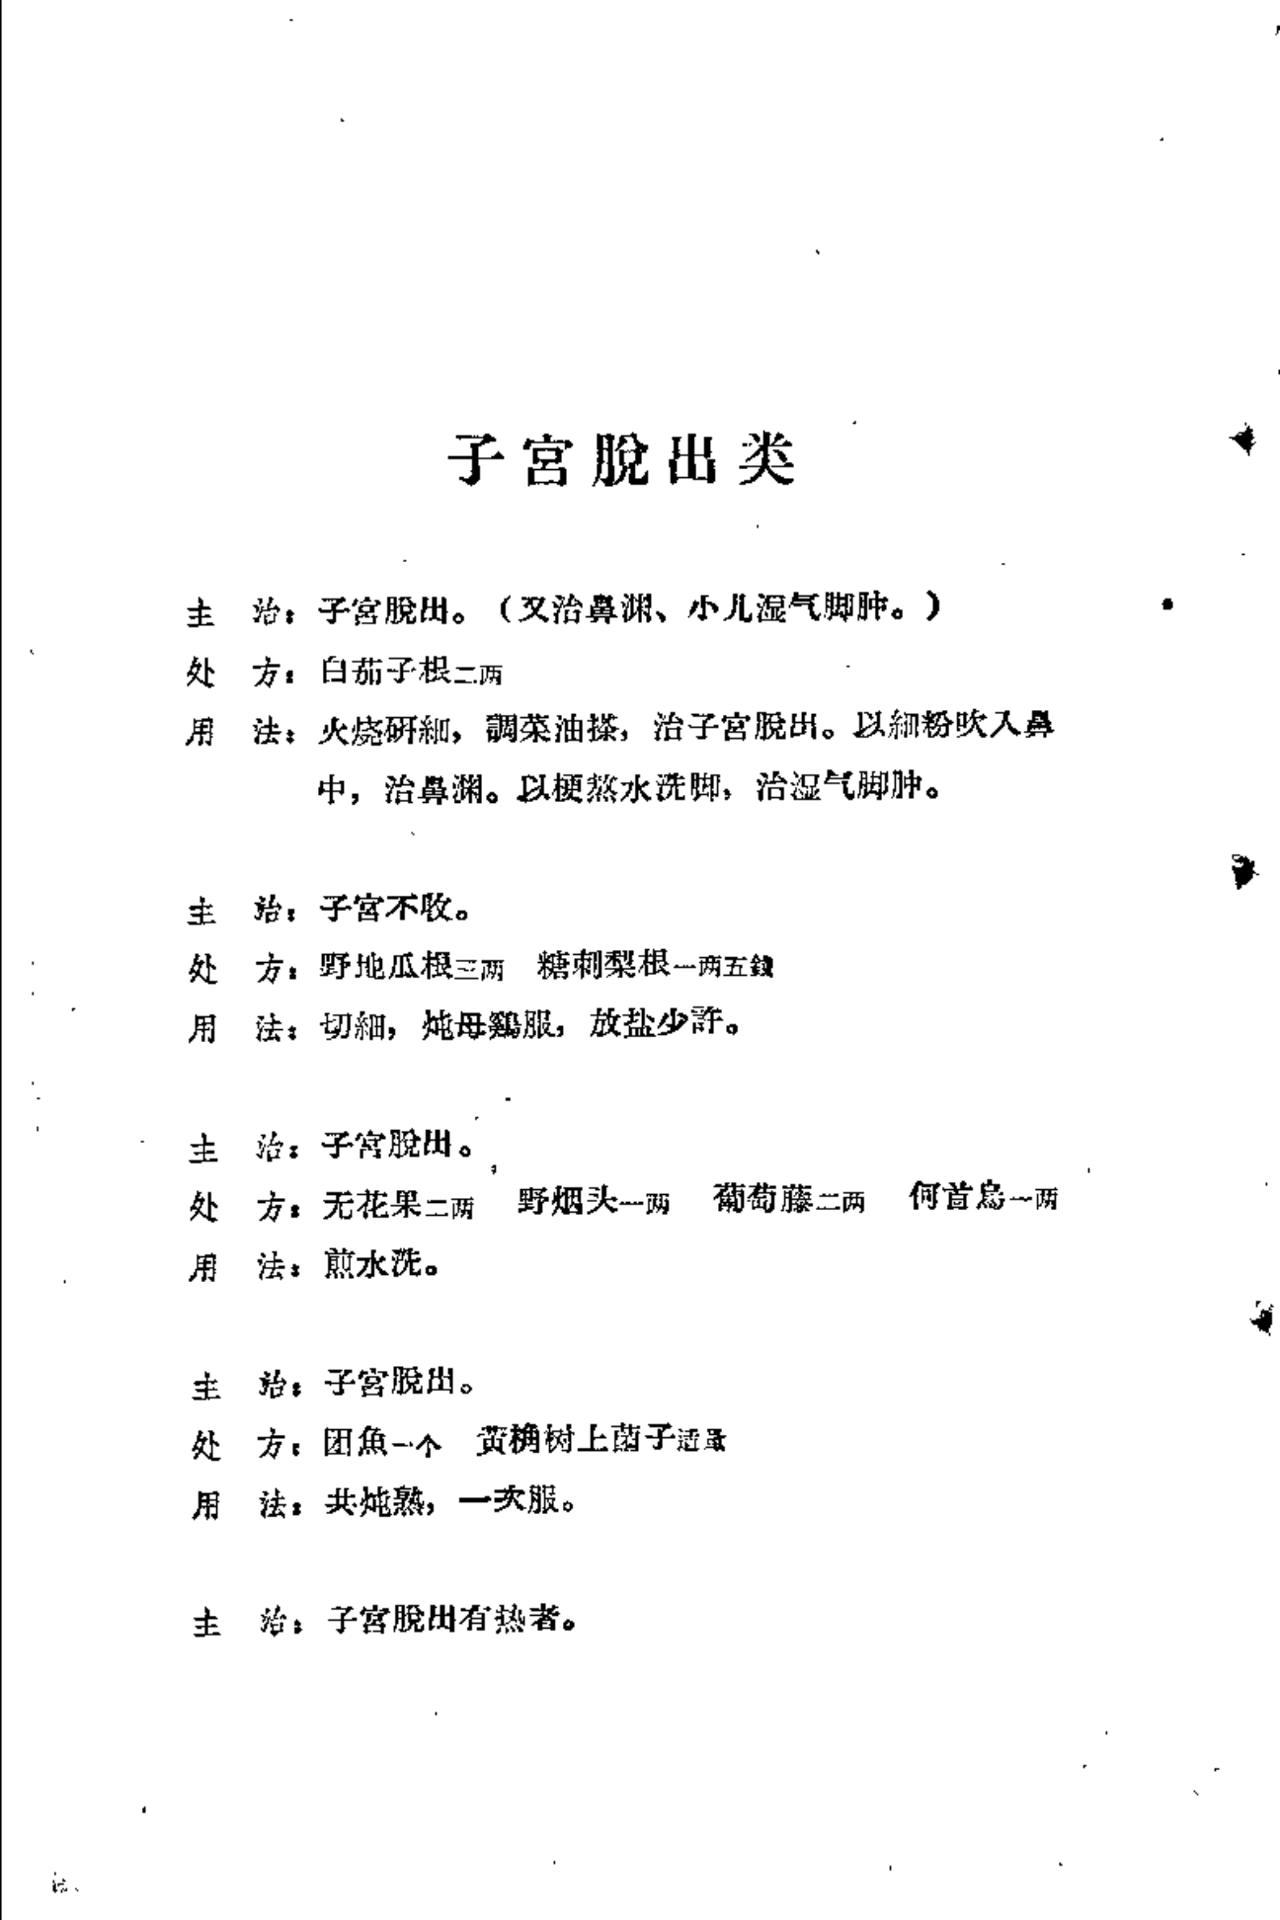 子宮脫出类
主　治：子宮脫出。（又治鼻渊、小儿湿气脚肿。）
处　方：白茄子根二两
用　法：火烧研細，調菜油搽，治子宮脫出。以細粉吹入鼻
中，治鼻渊。以梗熬水洗脚，治湿气脚肿。
主　治：子宮不收。
处　方：野地瓜根三两　糖刺梨根一两五錢
用　法：切細，炖母鷄服，放盐少許。
主　治：子宮脫出。
处　方：无花果二两　野烟头一两　葡萄藤二两　何首烏一两
用　法：煎水洗。
主　治：子宮脫出。
处　方：团魚一个　黄桷树上菌子适量
用　法：共炖熟，一次服。
主　治：子宮脫出有热者。